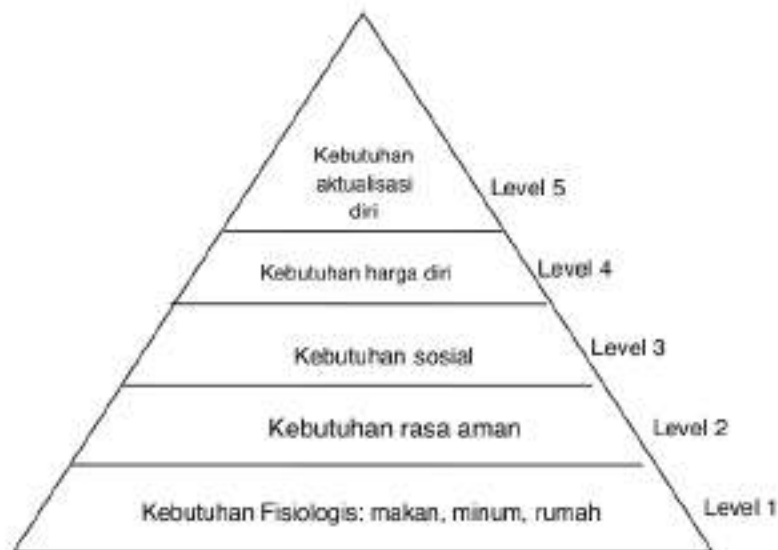 Kebutuhan
aktualisasi
diri
Level 5
Kebutuhan harga diri
Level 4
Kebutuhan sosial
Level 3
Kebutuhan rasa aman
Level 2
Kebutuhan Fisiologis: makan, minum, rumah
Level 1